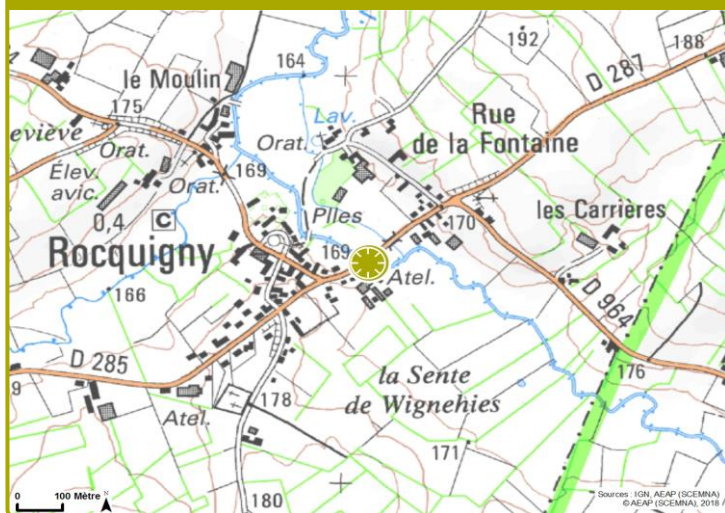 192
188
le Moulin
164
D 287
175
Lav.
Rue
de la Fontaine
eviève
Orat.
Orat.
169
Élev.
avic.
Orat.
0,4
C
Plles
170
les Carrières
Rocquigny
169
Atel.
166
D 964
D 285
la Sente
de Wignehies
176
9
178
Atel.
171
180
0 100 Mètre
N
Sources : IGN, AEAP (SCEMNA)
© AEAP (SCEMNA), 2018